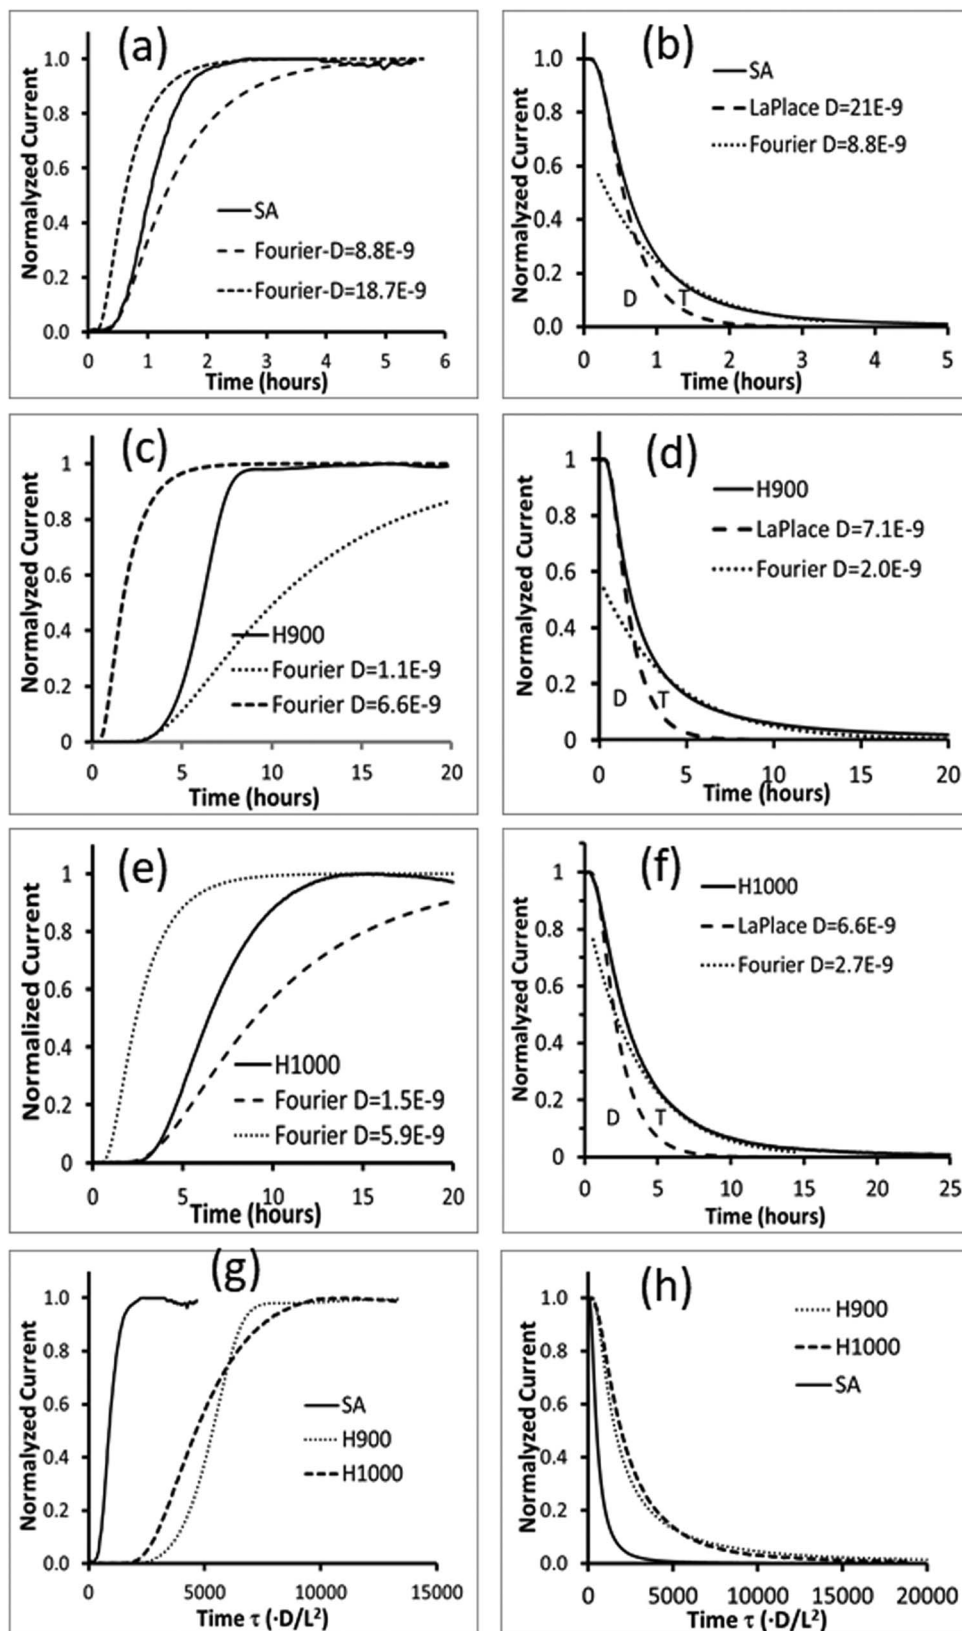 (a)
Normalized Current
1.0
0.8
0.6
0.4
0.2
0.0
SA
Fourier-D=8.8E-9
Fourier-D=18.7E-9
0 1 2 3 4 5 6
Time (hours)
(b)
Normalized Current
1.0
0.8
0.6
0.4
0.2
0.0
SA
LaPlace D=21E-9
Fourier D=8.8E-9
D T
0 1 2 3 4 5
Time (hours)
(c)
Normalized Current
1
0.8
0.6
0.4
0.2
0
H900
Fourier D=1.1E-9
Fourier D=6.6E-9
0 5 10 15 20
Time (hours)
(d)
Normalized Current
1
0.8
0.6
0.4
0.2
0
H900
LaPlace D=7.1E-9
Fourier D=2.0E-9
D T
0 5 10 15 20
Time (hours)
(e)
Normalized Current
1
0.8
0.6
0.4
0.2
0
H1000
Fourier D=1.5E-9
Fourier D=5.9E-9
0 5 10 15 20
Time (hours)
(f)
Normalized Current
1
0.8
0.6
0.4
0.2
0
H1000
LaPlace D=6.6E-9
Fourier D=2.7E-9
D T
0 5 10 15 20 25
Time (hours)
(g)
Normalized Current
1.0
0.8
0.6
0.4
0.2
0.0
SA
H900
H1000
0 5000 10000 15000
Time τ (·D/L²)
(h)
Normalized Current
1.0
0.8
0.6
0.4
0.2
0.0
H900
H1000
SA
0 5000 10000 15000 20000
Time τ (·D/L²)